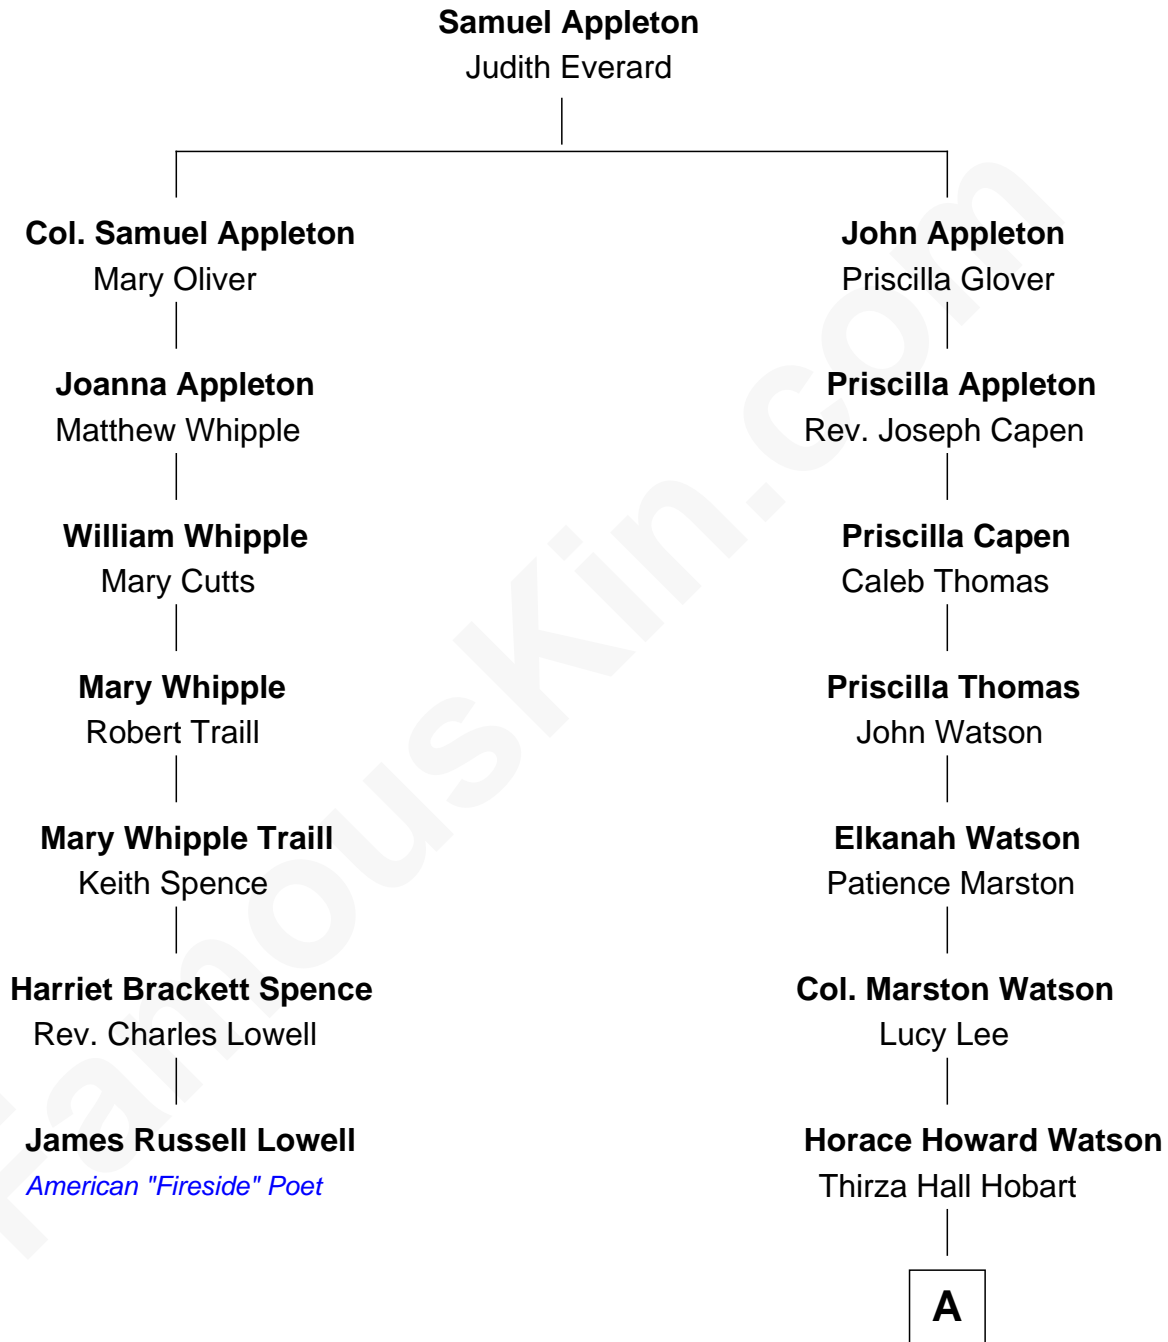 Samuel Appleton
Judith Everard
Col. Samuel Appleton
Mary Oliver
John Appleton
Priscilla Glover
Joanna Appleton
Matthew Whipple
Priscilla Appleton
Rev. Joseph Capen
William Whipple
Mary Cutts
Priscilla Capen
Caleb Thomas
Mary Whipple
Robert Traill
Priscilla Thomas
John Watson
Mary Whipple Traill
Keith Spence
Elkanah Watson
Patience Marston
Harriet Brackett Spence
Rev. Charles Lowell
Col. Marston Watson
Lucy Lee
James Russell Lowell
American "Fireside" Poet
Horace Howard Watson
Thirza Hall Hobart
A
FamousKin.com